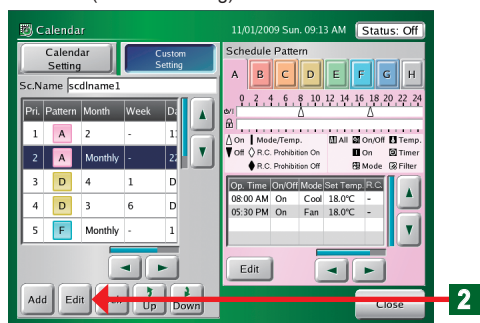 Calendar
11/01/2009 Sun. 09:13 AM Status: Off
Calendar Setting
Custom Setting
Sc.Name scdlname1
Pri. Pattern Month Week Da
1 A 2 - 1
2 A Monthly - 22
3 D 4 1 D
4 D 3 6 D
5 F Monthly - 1
Add Edit Up Down
Schedule Pattern
A B C D E F G H
0 2 4 6 8 10 12 14 16 18 20 22 24
On Mode/Temp. All On/Off Temp.
Off R.C. Prohibition On On Timer
R.C. Prohibition Off Mode Filter
Op. Time On/Off Mode Set Temp. R.C.
08:00 AM On Cool 18.0°C -
05:30 PM On Fan 18.0°C -
Edit
Close
2